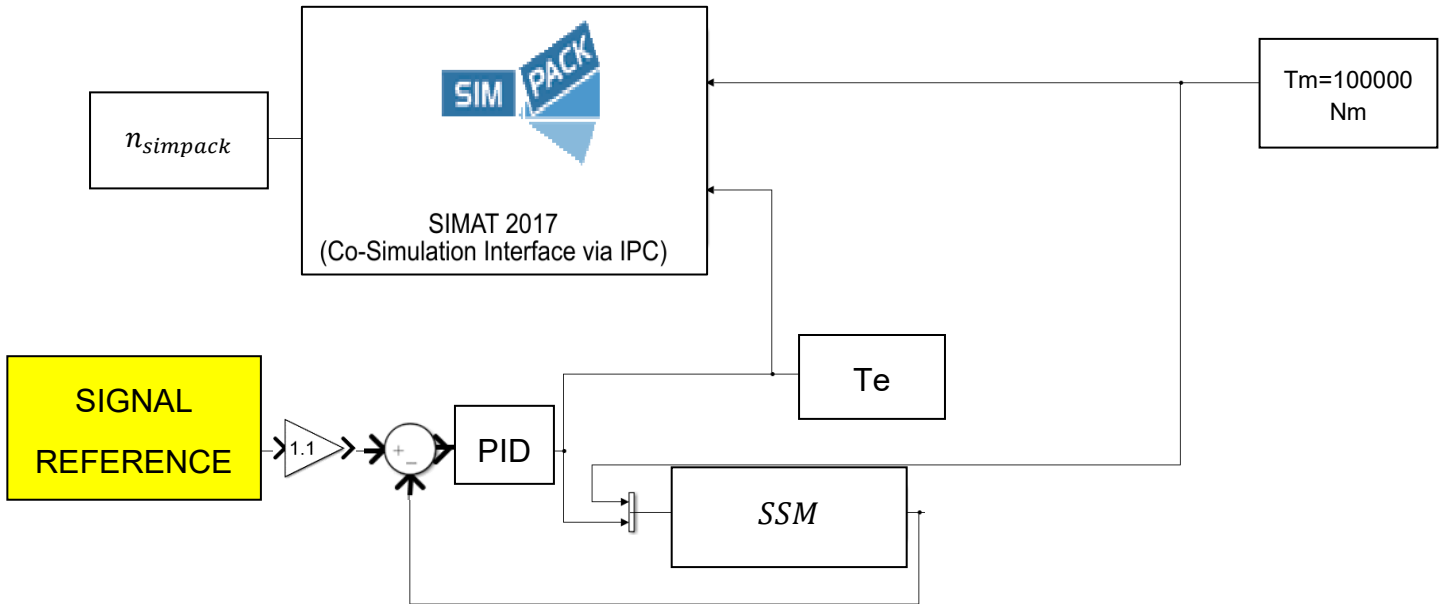 SIM
PACK
Tm=100000
Nm
n_simpack
SIMAT 2017
(Co-Simulation Interface via IPC)
SIGNAL
REFERENCE
1.1
+
−
PID
Te
SSM